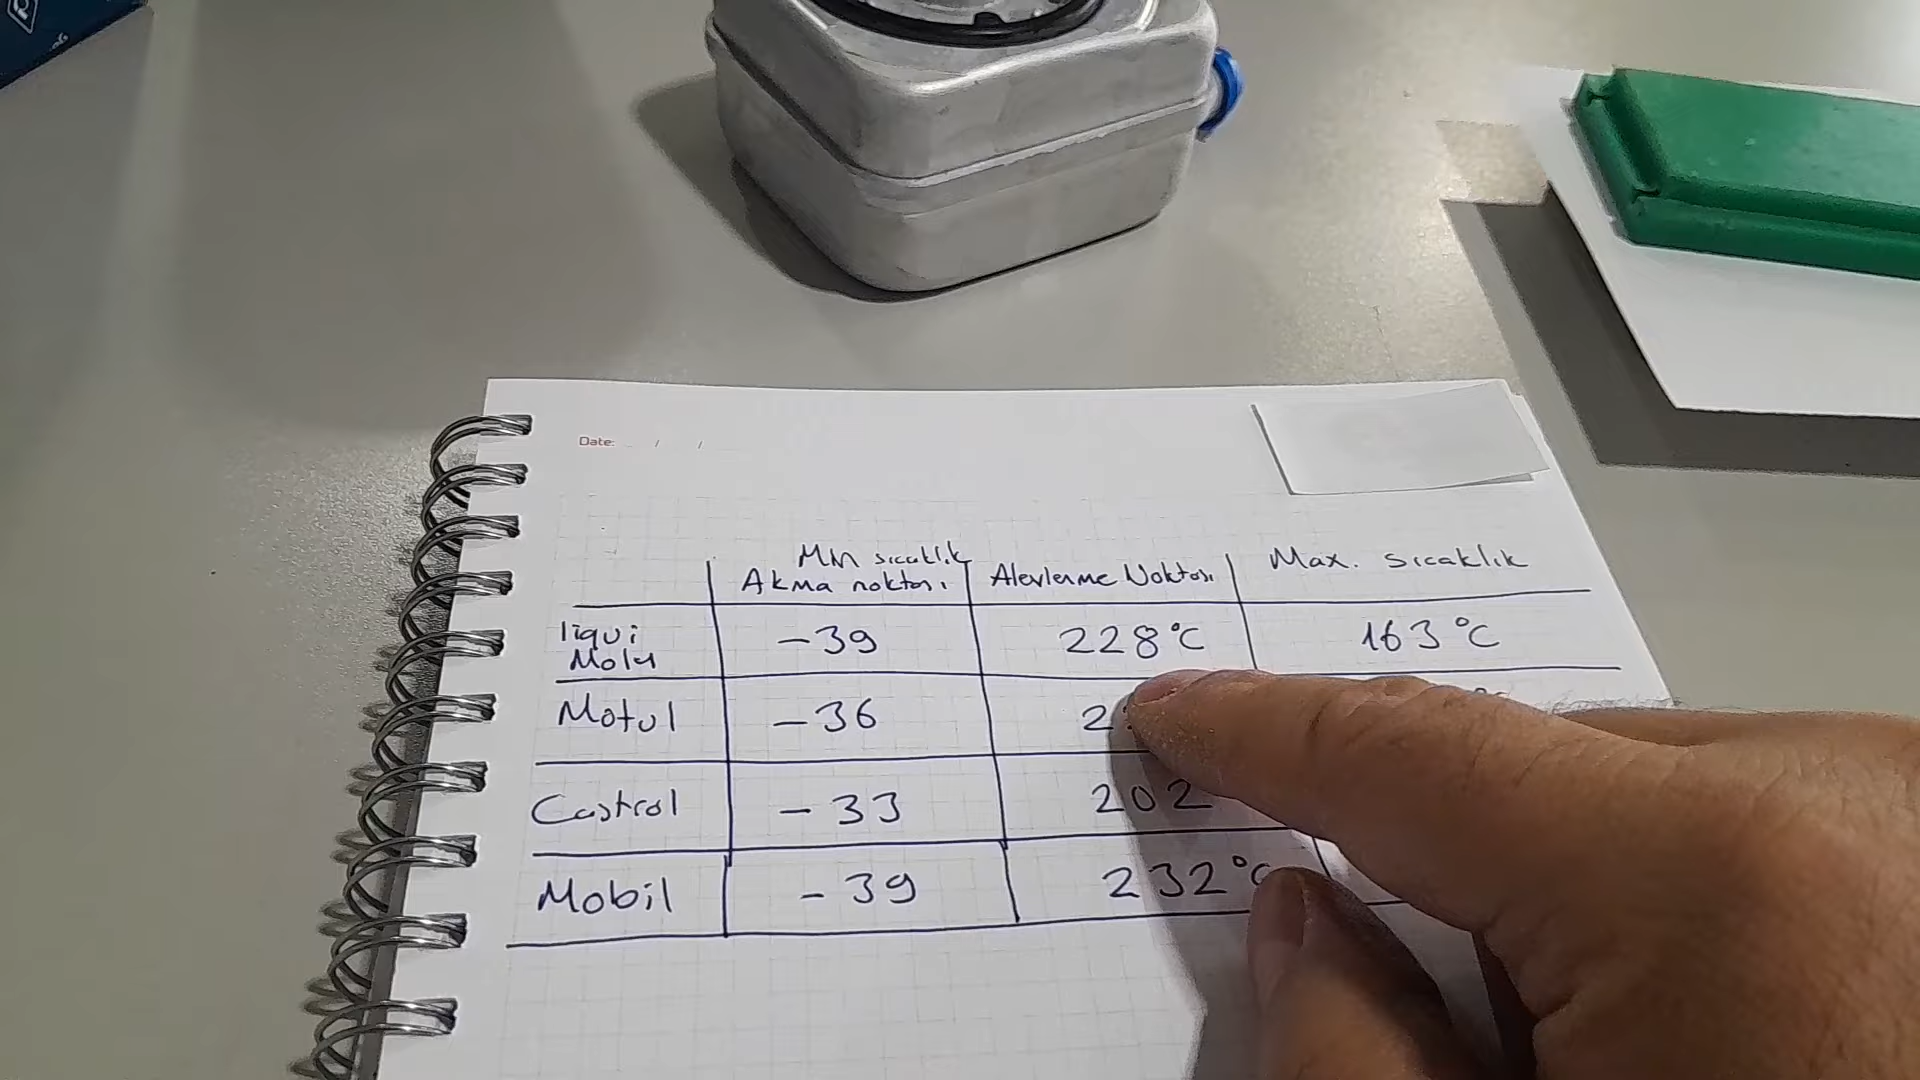 Date: / /
Min sıcaklık
Akma noktası
Alevlenme Noktası
Max. sıcaklık
liqui
Moly
-39
228°C
163°C
Motul
-36
Castrol
-33
202
Mobil
-39
232°C